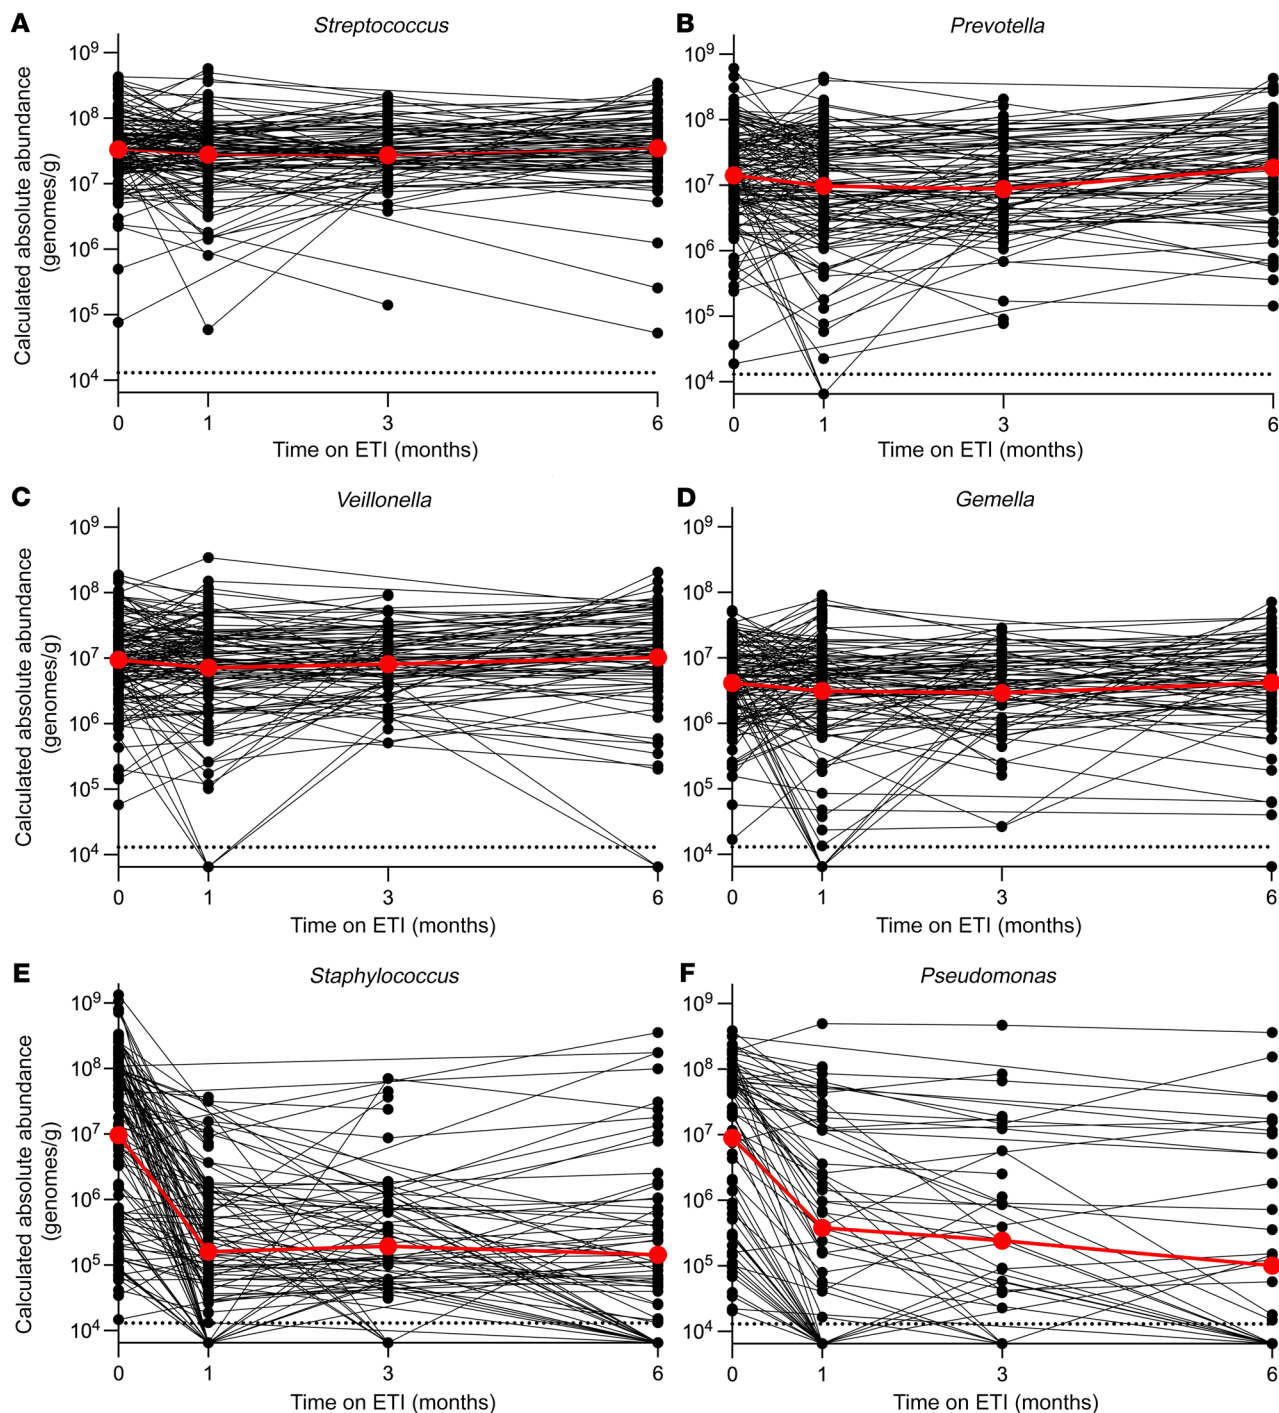 A
Streptococcus
Calculated absolute abundance
(genomes/g)
10⁹
10⁸
10⁷
10⁶
10⁵
10⁴
0 1 3 6
Time on ETI (months)
B
Prevotella
10⁹
10⁸
10⁷
10⁶
10⁵
10⁴
0 1 3 6
Time on ETI (months)
C
Veillonella
Calculated absolute abundance
(genomes/g)
10⁹
10⁸
10⁷
10⁶
10⁵
10⁴
0 1 3 6
Time on ETI (months)
D
Gemella
10⁹
10⁸
10⁷
10⁶
10⁵
10⁴
0 1 3 6
Time on ETI (months)
E
Staphylococcus
Calculated absolute abundance
(genomes/g)
10⁹
10⁸
10⁷
10⁶
10⁵
10⁴
0 1 3 6
Time on ETI (months)
F
Pseudomonas
10⁹
10⁸
10⁷
10⁶
10⁵
10⁴
0 1 3 6
Time on ETI (months)